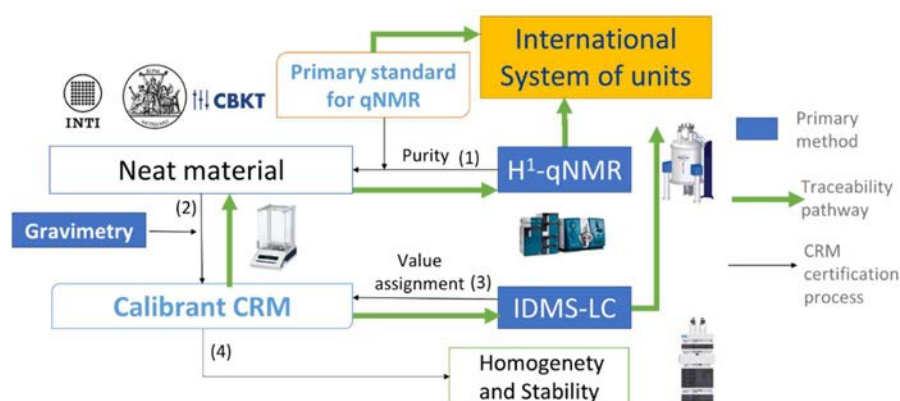 International
System of units
Primary standard
for qNMR
INTI
CBKT
Primary
method
Purity (1)
Neat material
H¹-qNMR
Traceability
pathway
(2)
Gravimetry
Value
assignment (3)
CRM
certification
process
Calibrant CRM
IDMS-LC
(4)
Homogenety
and Stability